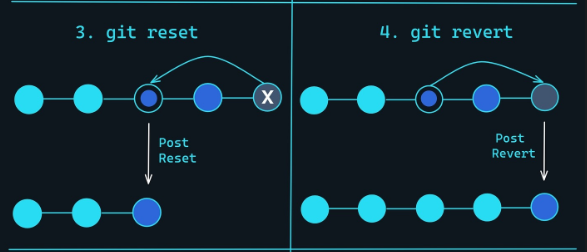 3. git reset
X
Post
Reset
4. git revert
Post
Revert